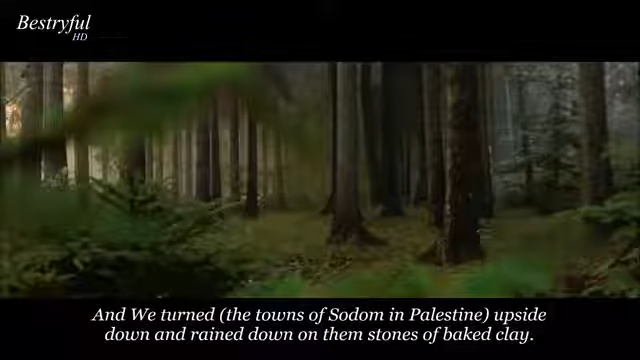 Bestryful
HD
And We turned (the towns of Sodom in Palestine) upside
down and rained down on them stones of baked clay.